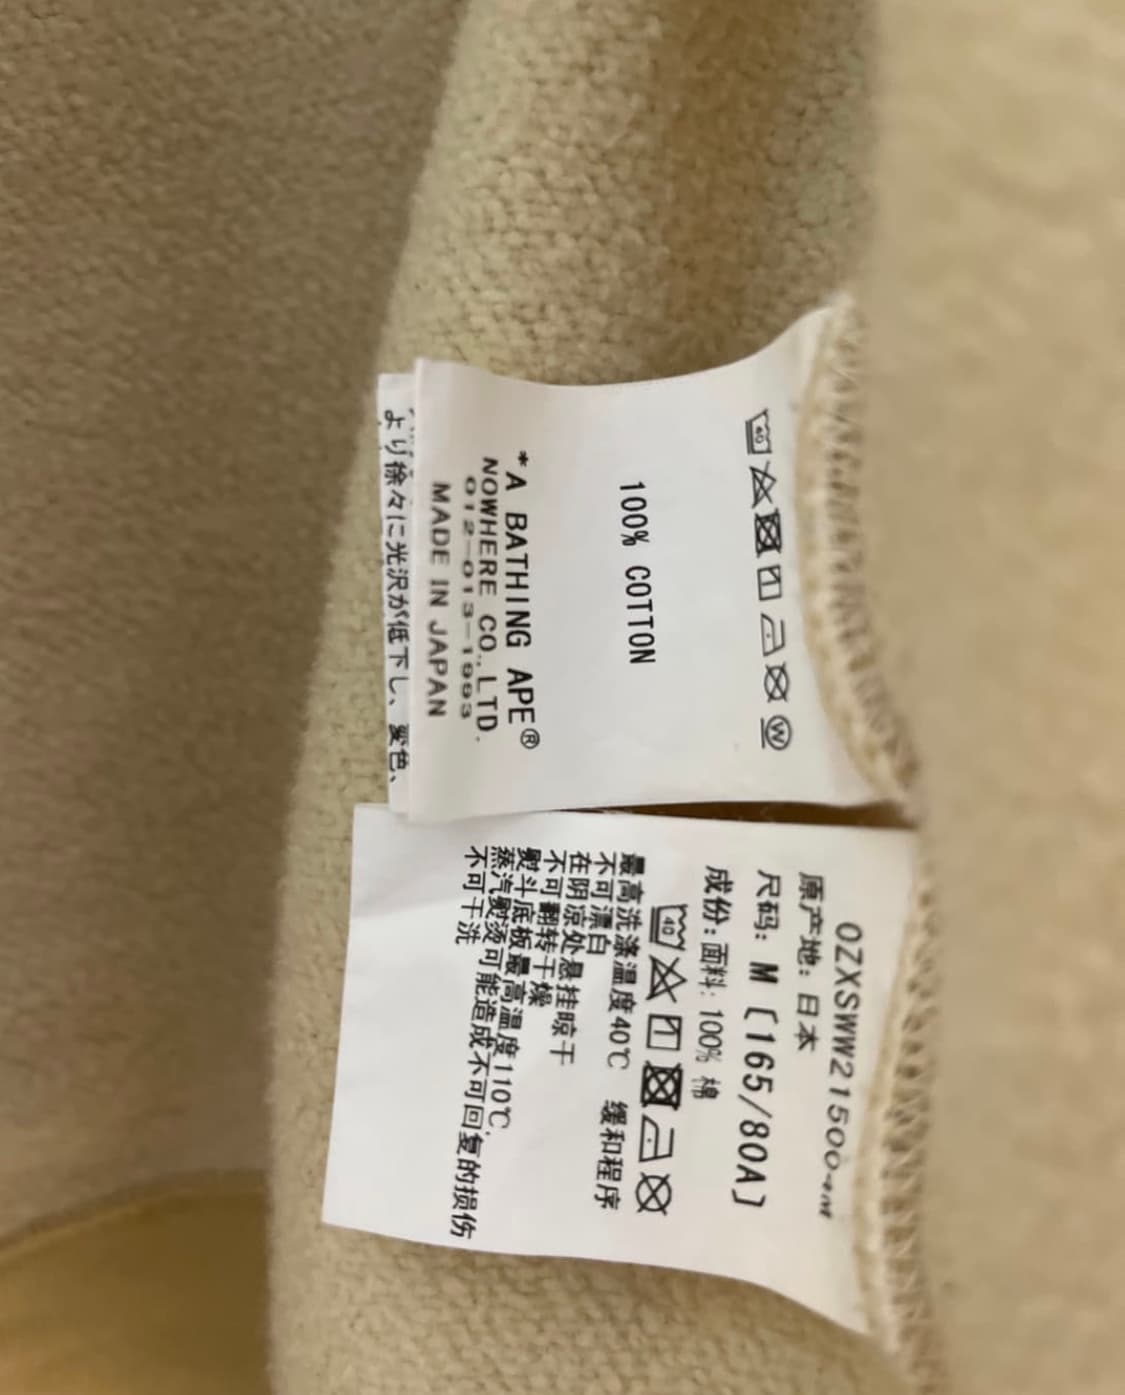 100% COTTON
*A BATHING APE®
NOWHERE CO.,LTD.
012-013-1993
MADE IN JAPAN
より徐々に光沢が低下し、変色、
0ZXSWW215004M
原产地: 日本
尺码: M [165/80A]
成份: 面料: 100% 棉
40
最高洗涤温度40℃ 缓和程序
不可漂白
在阴凉处悬挂晾干
不可翻转干燥
熨斗底板最高温度110℃,
蒸汽熨烫可能造成不可回复的损伤
不可干洗